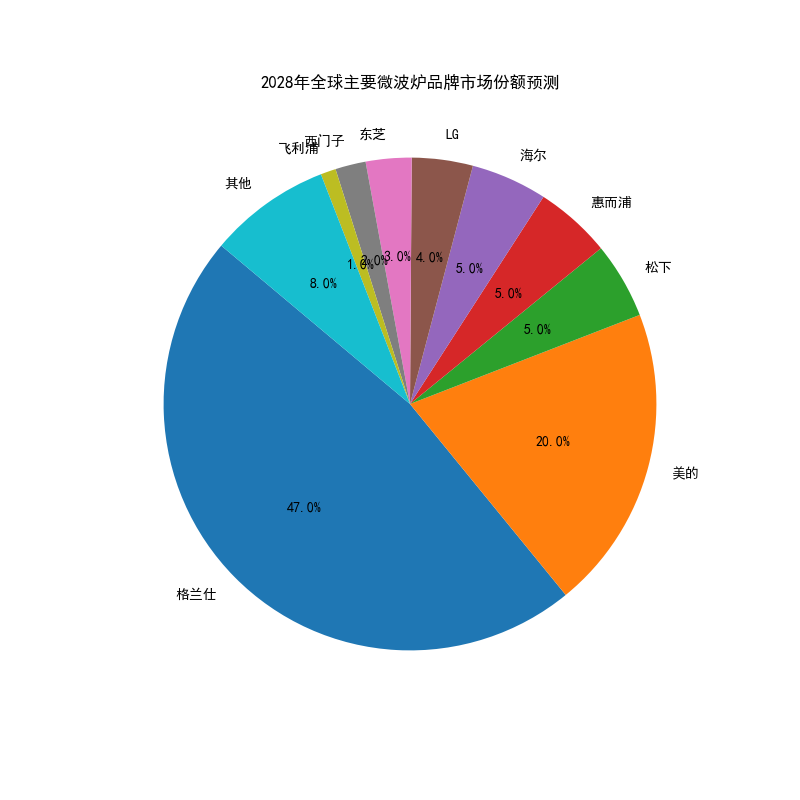 2028年全球主要微波炉品牌市场份额预测
东芝
LG
西门子
飞利浦
海尔
其他
惠而浦
松下
3.0%
4.0%
2.0%
1.0%
5.0%
8.0%
5.0%
5.0%
20.0%
美的
47.0%
格兰仕